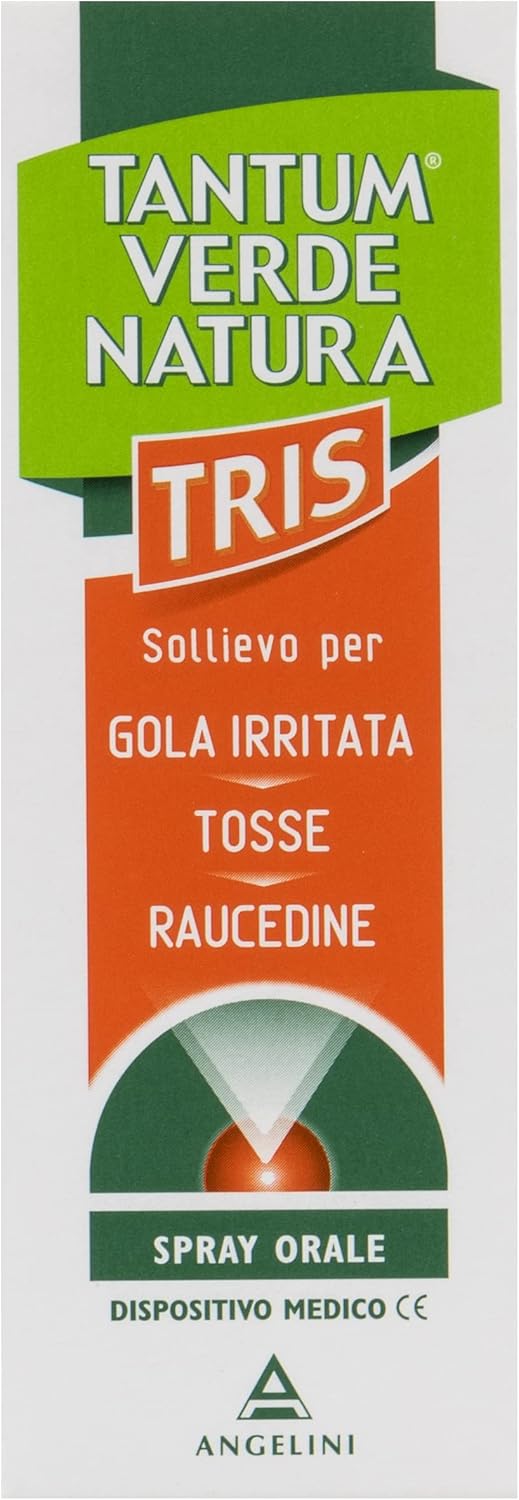 TANTUM®
VERDE
NATURA
TRIS
Sollievo per
GOLA IRRITATA
TOSSE
RAUCEDINE
SPRAY ORALE
DISPOSITIVO MEDICO CE
ANGELINI